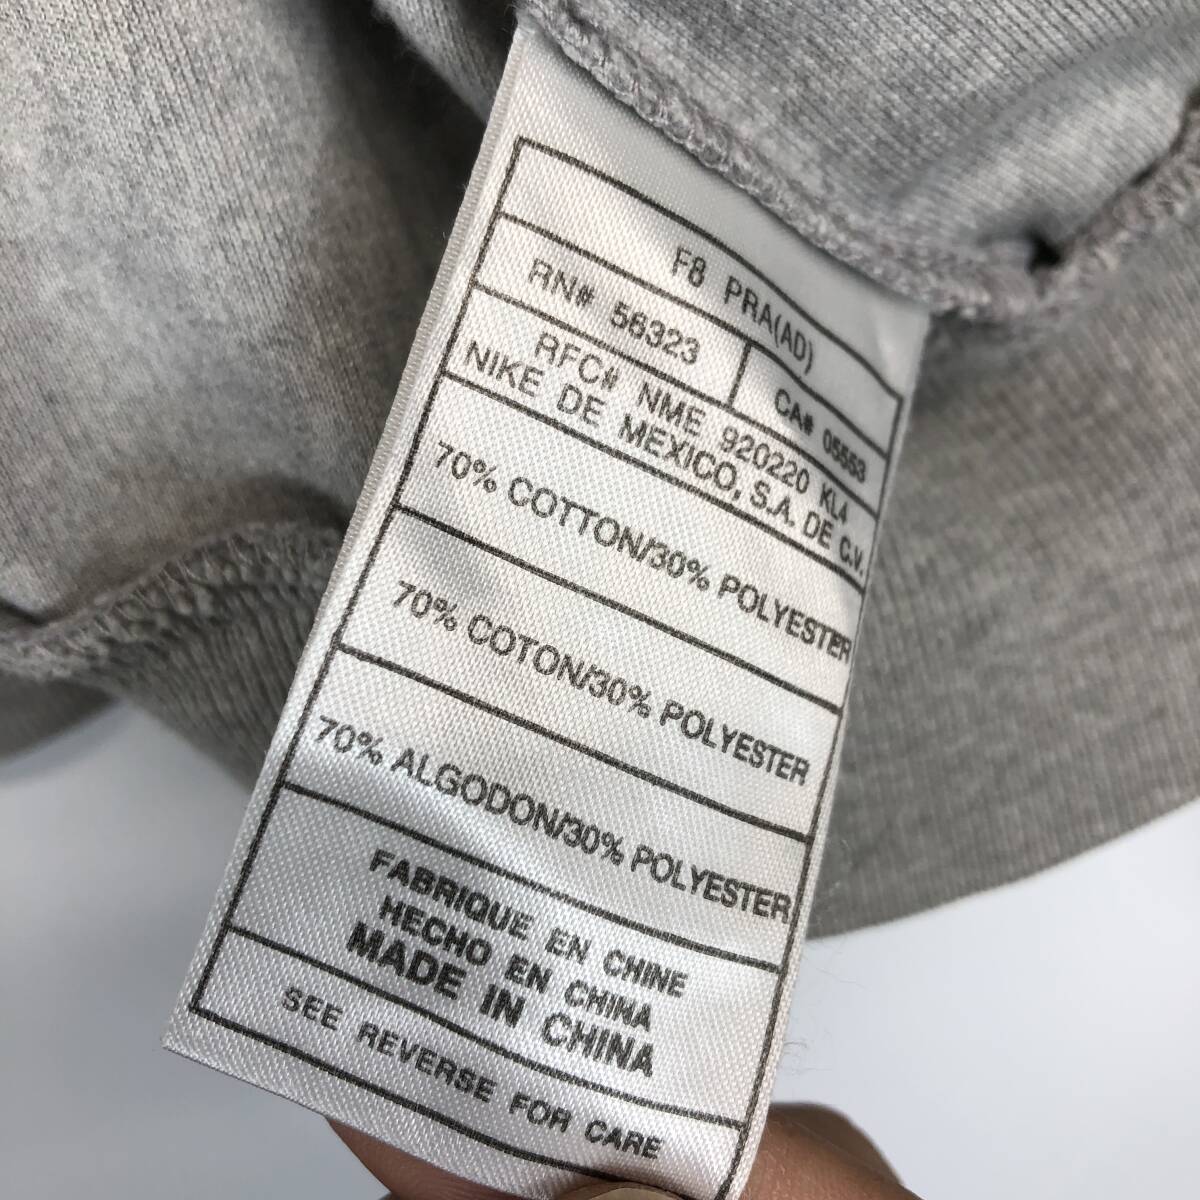 F8 PRA(AD)
RN# 56323
CA# 05553
RFC# NME 920220 KL4
NIKE DE MEXICO, S.A. DE C.V.
70% COTTON/30% POLYESTER
70% COTON/30% POLYESTER
70% ALGODON/30% POLYESTER
FABRIQUE EN CHINE
HECHO EN CHINA
MADE IN CHINA
SEE REVERSE FOR CARE